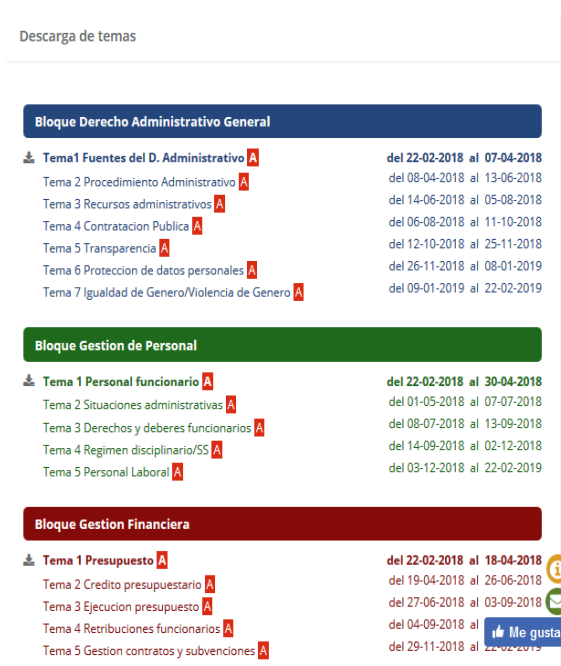 Descarga de temas
Bloque Derecho Administrativo General
Tema1 Fuentes del D. Administrativo A del 22-02-2018 al 07-04-2018
Tema 2 Procedimiento Administrativo A del 08-04-2018 al 13-06-2018
Tema 3 Recursos administrativos A del 14-06-2018 al 05-08-2018
Tema 4 Contratacion Publica A del 06-08-2018 al 11-10-2018
Tema 5 Transparencia A del 12-10-2018 al 25-11-2018
Tema 6 Proteccion de datos personales A del 26-11-2018 al 08-01-2019
Tema 7 Igualdad de Genero/Violencia de Genero A del 09-01-2019 al 22-02-2019
Bloque Gestion de Personal
Tema 1 Personal funcionario A del 22-02-2018 al 30-04-2018
Tema 2 Situaciones administrativas A del 01-05-2018 al 07-07-2018
Tema 3 Derechos y deberes funcionarios A del 08-07-2018 al 13-09-2018
Tema 4 Regimen disciplinario/SS A del 14-09-2018 al 02-12-2018
Tema 5 Personal Laboral A del 03-12-2018 al 22-02-2019
Bloque Gestion Financiera
Tema 1 Presupuesto A del 22-02-2018 al 18-04-2018
Tema 2 Credito presupuestario A del 19-04-2018 al 26-06-2018
Tema 3 Ejecucion presupuesto A del 27-06-2018 al 03-09-2018
Tema 4 Retribuciones funcionarios A del 04-09-2018 al
Me gusta
Tema 5 Gestion contratos y subvenciones A del 29-11-2018 al 22-02-2019